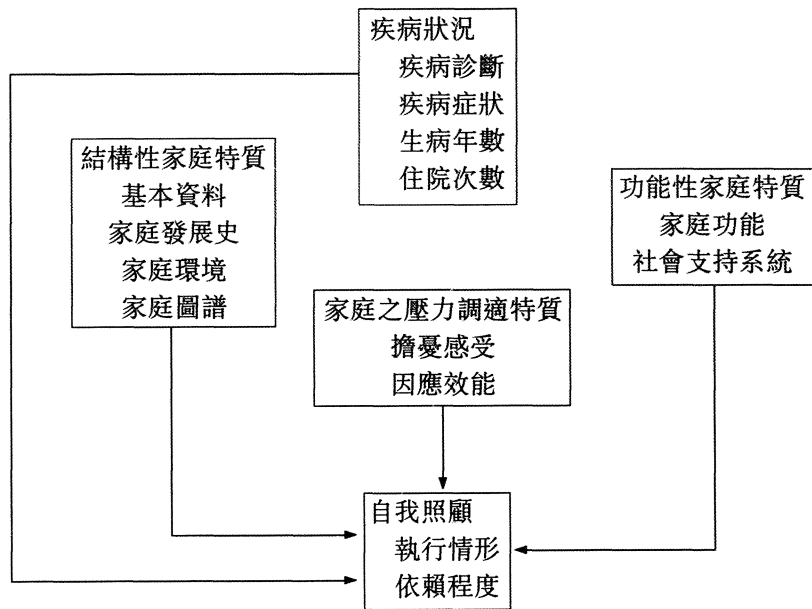 疾病狀況
疾病診斷
疾病症狀
生病年數
住院次數
結構性家庭特質
基本資料
家庭發展史
家庭環境
家庭圖譜
功能性家庭特質
家庭功能
社會支持系統
家庭之壓力調適特質
擔憂感受
因應效能
自我照顧
執行情形
依賴程度